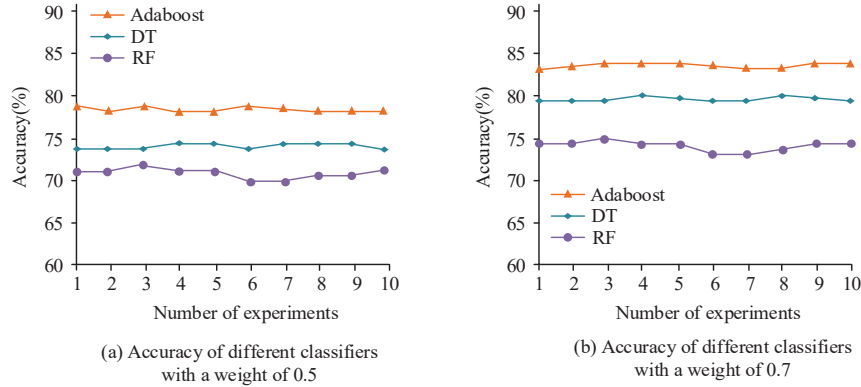 90
85
80
75
70
65
60
Accuracy(%)
Adaboost
DT
RF
1 2 3 4 5 6 7 8 9 10
Number of experiments
(a) Accuracy of different classifiers
with a weight of 0.5
90
85
80
75
70
65
60
Accuracy(%)
Adaboost
DT
RF
1 2 3 4 5 6 7 8 9 10
Number of experiments
(b) Accuracy of different classifiers
with a weight of 0.7